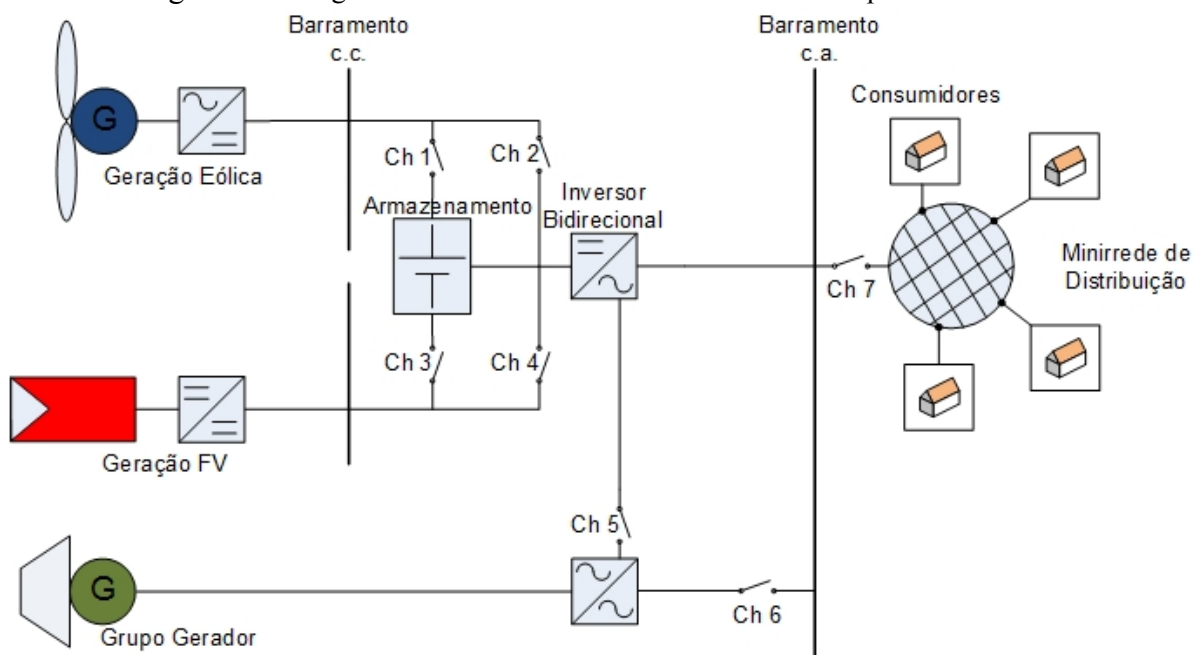 Barramento
c.c.
Barramento
c.a.
Consumidores
G
Geração Eólica
Ch 1
Ch 2
Armazenamento
Inversor
Bidirecional
Ch 7
Minirrede de
Distribuição
Ch 3
Ch 4
Geração FV
Ch 5
G
Ch 6
Grupo Gerador